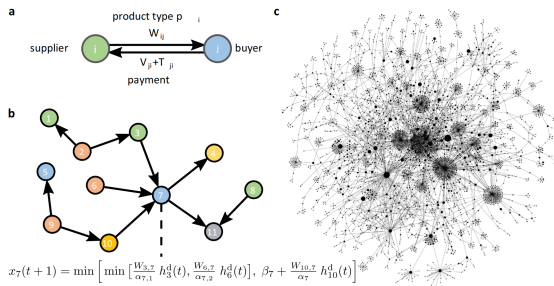 a
product type p i
W ij
supplier
i
j
buyer
V ji + T ji
payment
b
1
2
3
4
5
6
7
8
9
10
11
x₇(t+1) = min [ min [ W₃,₇/α₇,₁ h₃ᵈ(t), W₆,₇/α₇,₂ h₆ᵈ(t) ], β₇ + W₁₀,₇/α₇ h₁₀ᵈ(t) ]
c